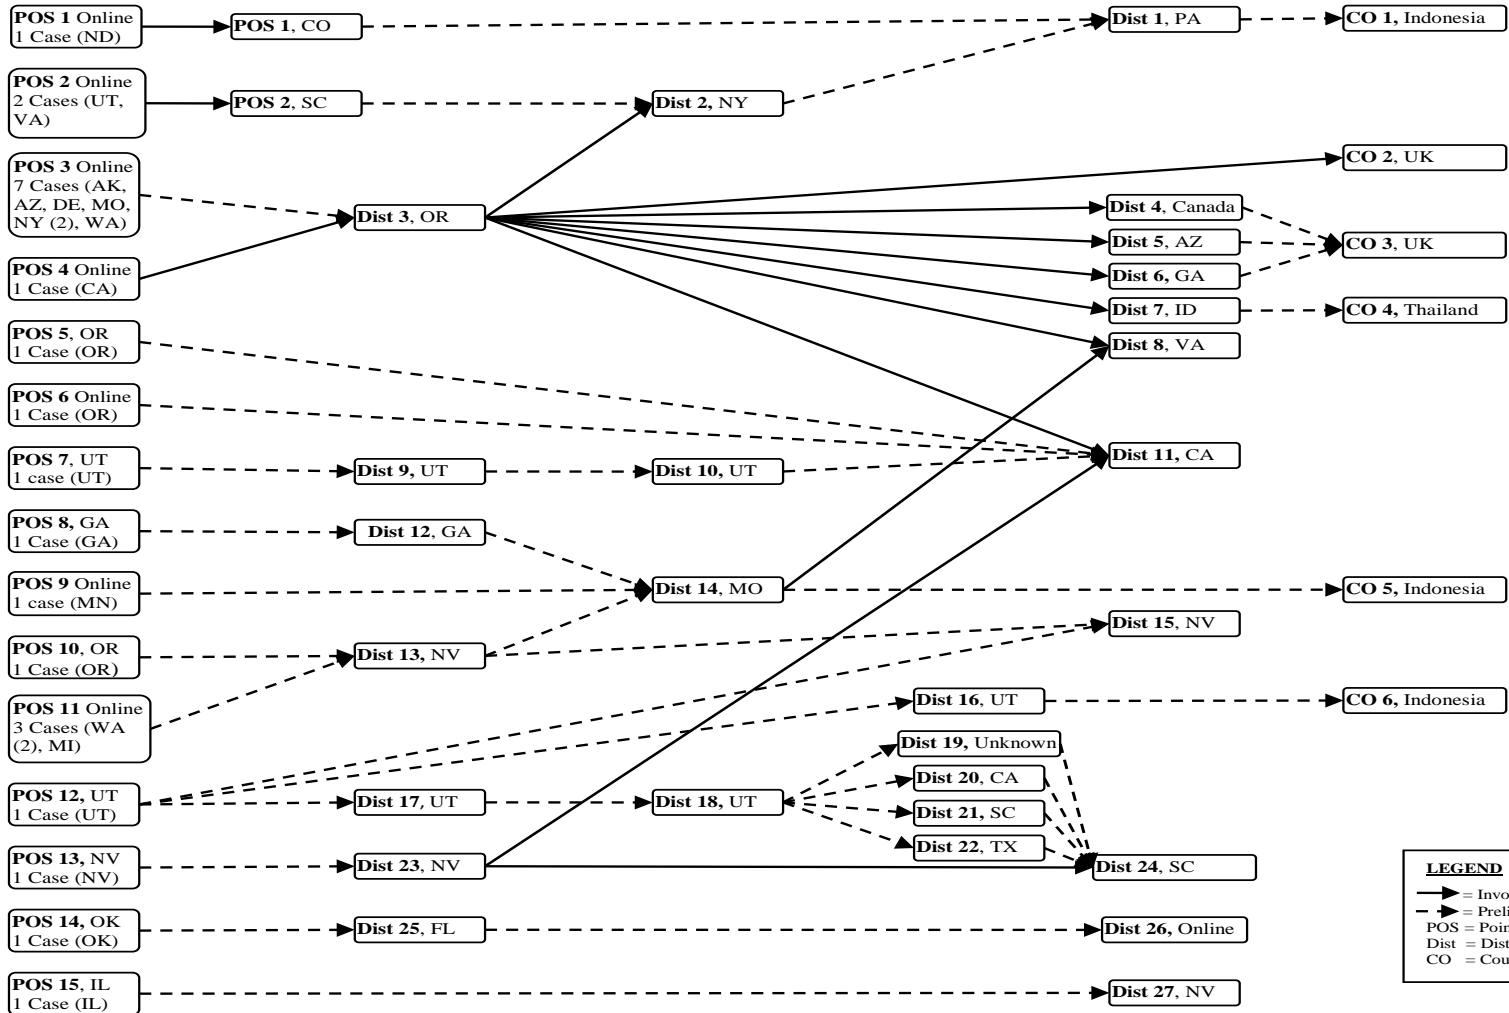 POS 1 Online
1 Case (ND)
POS 1, CO
Dist 1, PA
CO 1, Indonesia
POS 2 Online
2 Cases (UT,
VA)
POS 2, SC
Dist 2, NY
CO 2, UK
POS 3 Online
7 Cases (AK,
AZ, DE, MO,
NY (2), WA)
Dist 3, OR
Dist 4, Canada
Dist 5, AZ
CO 3, UK
POS 4 Online
1 Case (CA)
Dist 6, GA
Dist 7, ID
CO 4, Thailand
POS 5, OR
1 Case (OR)
Dist 8, VA
POS 6 Online
1 Case (OR)
POS 7, UT
1 case (UT)
Dist 9, UT
Dist 10, UT
Dist 11, CA
POS 8, GA
1 Case (GA)
Dist 12, GA
POS 9 Online
1 case (MN)
Dist 14, MO
CO 5, Indonesia
POS 10, OR
1 Case (OR)
Dist 13, NV
Dist 15, NV
POS 11 Online
3 Cases (WA
(2), MI)
Dist 16, UT
CO 6, Indonesia
Dist 19, Unknown
POS 12, UT
1 Case (UT)
Dist 17, UT
Dist 18, UT
Dist 20, CA
Dist 21, SC
Dist 22, TX
POS 13, NV
1 Case (NV)
Dist 23, NV
Dist 24, SC
POS 14, OK
1 Case (OK)
Dist 25, FL
Dist 26, Online
POS 15, IL
1 Case (IL)
Dist 27, NV
LEGEND
= Invo
= Preli
POS = Poin
Dist = Dist
CO = Cou